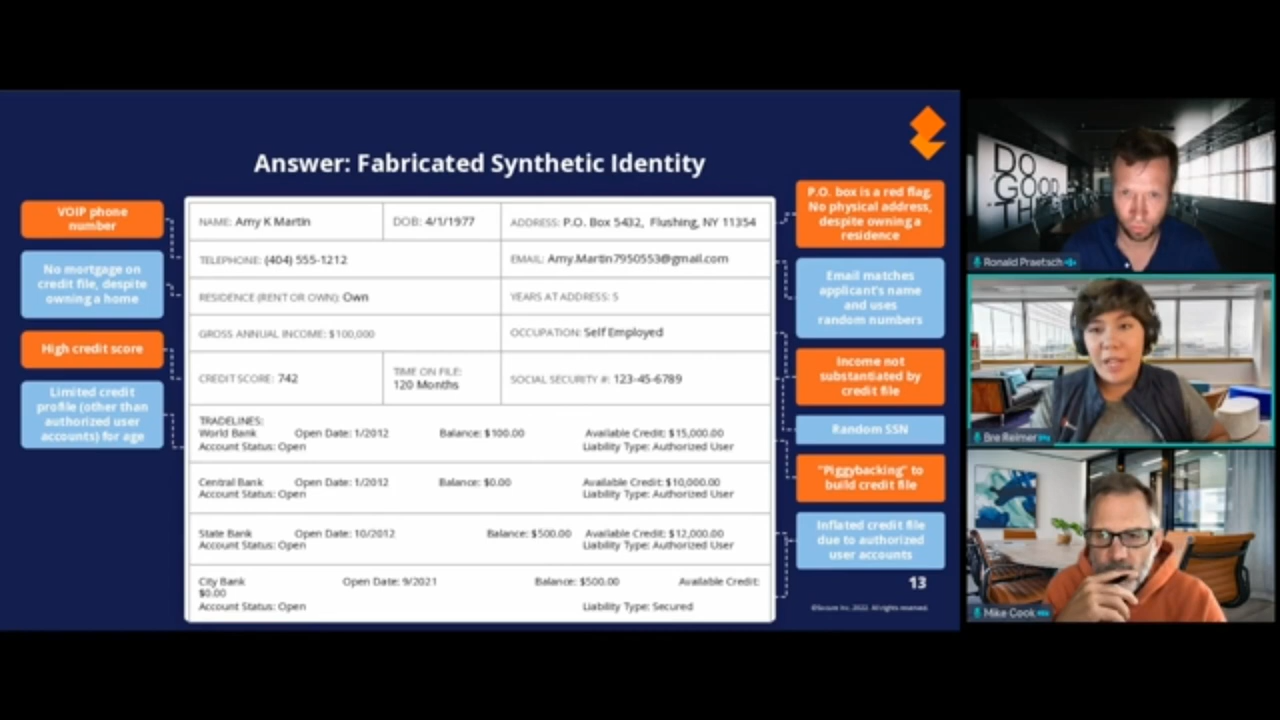 Answer: Fabricated Synthetic Identity
VOIP phone
number
No mortgage on
credit file, despite
owning a home
High credit score
Limited credit
profile (other than
authorized user
accounts) for age
NAME: Amy K Martin
DOB: 4/1/1977
ADDRESS: P.O. Box 5432, Flushing, NY 11354
TELEPHONE: (404) 555-1212
EMAIL: Amy.Martin7950553@gmail.com
RESIDENCE (RENT OR OWN): Own
YEARS AT ADDRESS: 5
GROSS ANNUAL INCOME: $100,000
OCCUPATION: Self Employed
CREDIT SCORE: 742
TIME ON FILE:
120 Months
SOCIAL SECURITY #: 123-45-6789
TRADELINES:
World Bank Open Date: 1/2012 Balance: $100.00 Available Credit: $15,000.00
Account Status: Open Liability Type: Authorized User
Central Bank Open Date: 1/2012 Balance: $0.00 Available Credit: $10,000.00
Account Status: Open Liability Type: Authorized User
State Bank Open Date: 10/2012 Balance: $500.00 Available Credit: $12,000.00
Account Status: Open Liability Type: Authorized User
City Bank Open Date: 9/2021 Balance: $500.00 Available Credit:
$0.00
Account Status: Open Liability Type: Secured
P.O. box is a red flag.
No physical address,
despite owning a
residence
Email matches
applicant's name
and uses
random numbers
Income not
substantiated by
credit file
Random SSN
"Piggybacking" to
build credit file
Inflated credit file
due to authorized
user accounts
13
©Socure Inc. 2022. All rights reserved.
DO
GOOD
TH
Ronald Praetsch
Bre Reimer
Mike Cook